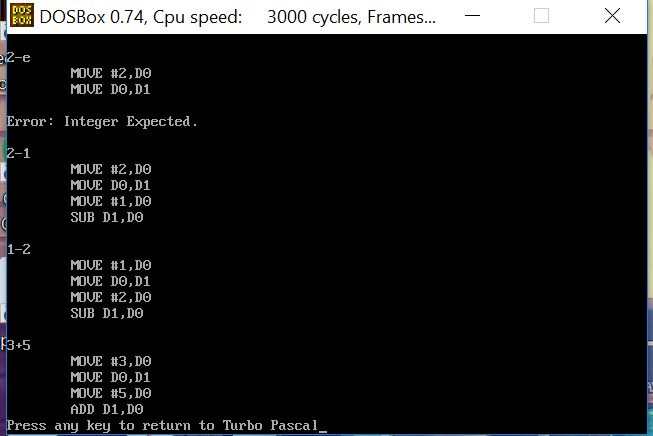 DOS BOX DOSBox 0.74, Cpu speed: 3000 cycles, Frames...
2-e
MOVE #2,D0
MOVE D0,D1
Error: Integer Expected.
2-1
MOVE #2,D0
MOVE D0,D1
MOVE #1,D0
SUB D1,D0
1-2
MOVE #1,D0
MOVE D0,D1
MOVE #2,D0
SUB D1,D0
3+5
MOVE #3,D0
MOVE D0,D1
MOVE #5,D0
ADD D1,D0
Press any key to return to Turbo Pascal_